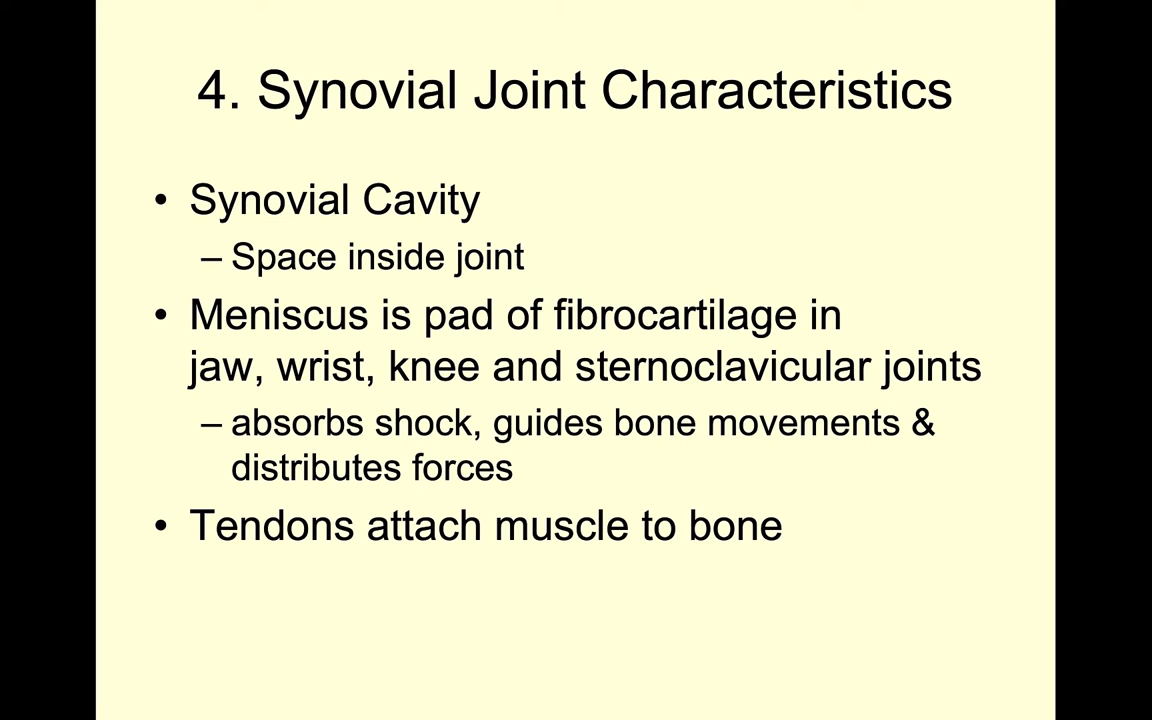 4. Synovial Joint Characteristics
• Synovial Cavity
– Space inside joint
• Meniscus is pad of fibrocartilage in
jaw, wrist, knee and sternoclavicular joints
– absorbs shock, guides bone movements &
distributes forces
• Tendons attach muscle to bone